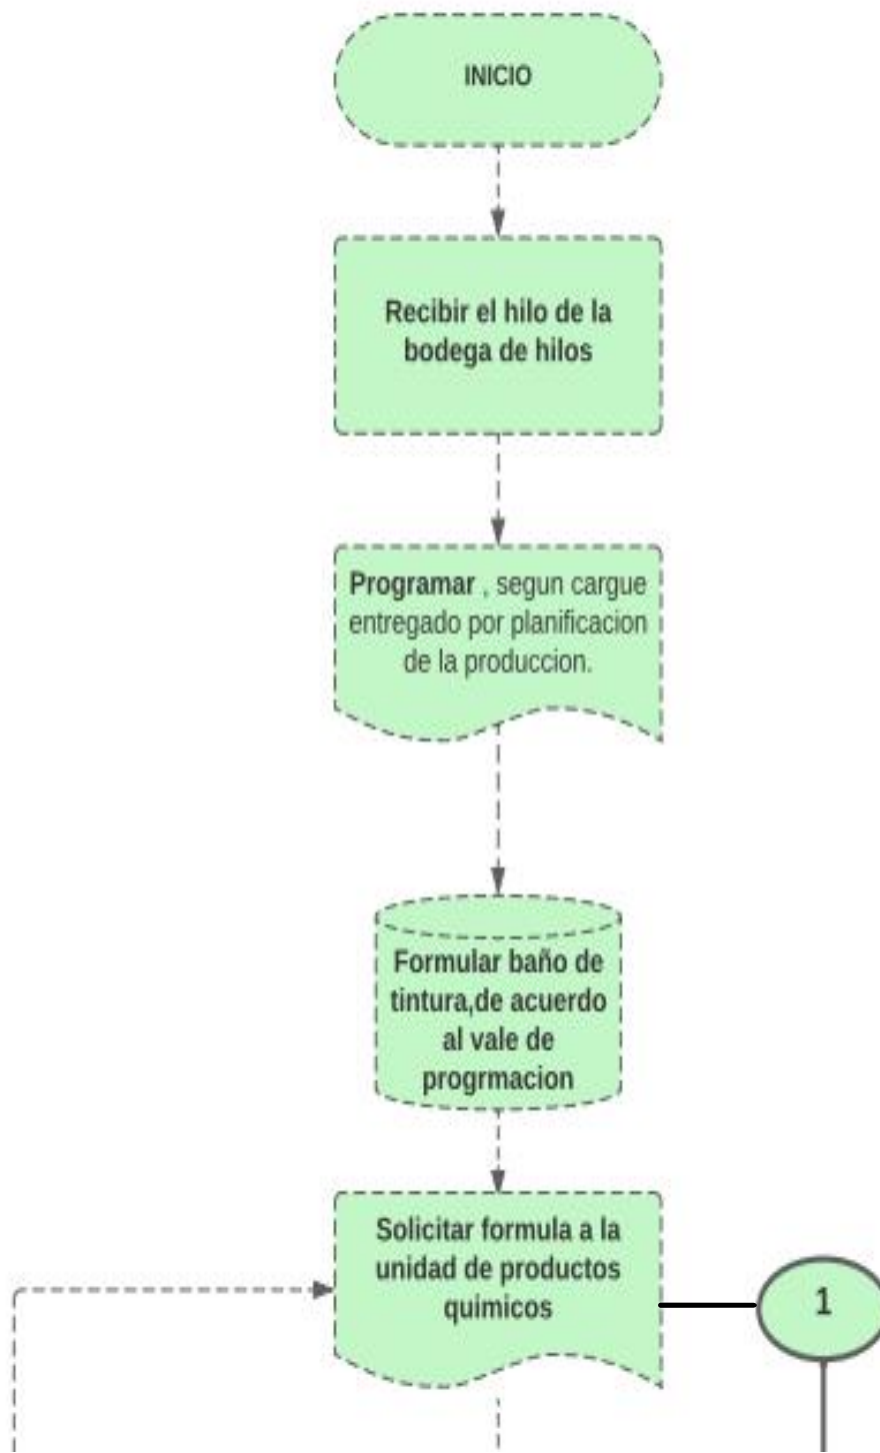 INICIO
Recibir el hilo de la
bodega de hilos
Programar , segun cargue
entregado por planificacion
de la produccion.
Formular baño de
tintura,de acuerdo
al vale de
progrmacion
Solicitar formula a la
unidad de productos
quimicos
1